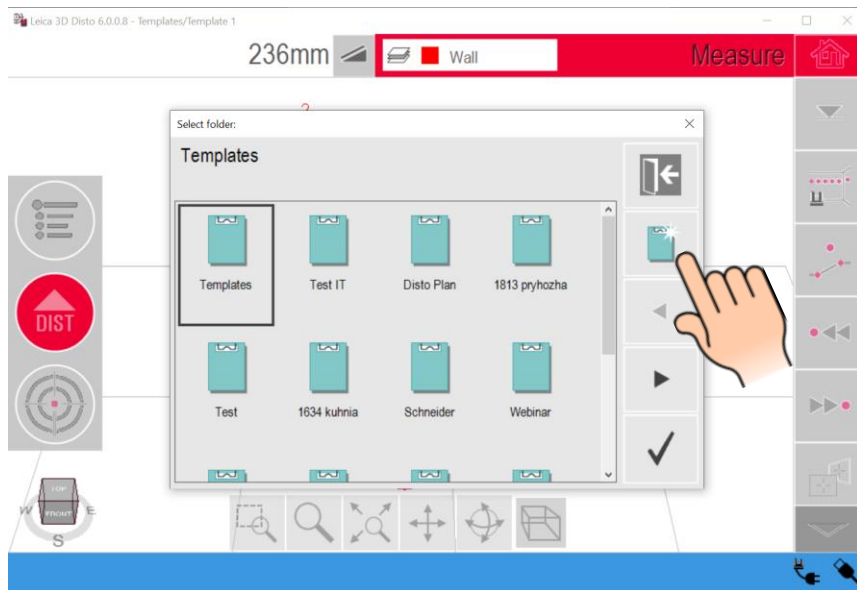 Leica 3D Disto 6.0.0.8 - Templates/Template 1
236mm
Wall
Measure
2
Select folder:
Templates
Templates
Test IT
Disto Plan
1813 pryhozha
DIST
Test
1634 kuhnia
Schneider
Webinar
TOP
W
FRONT
E
S